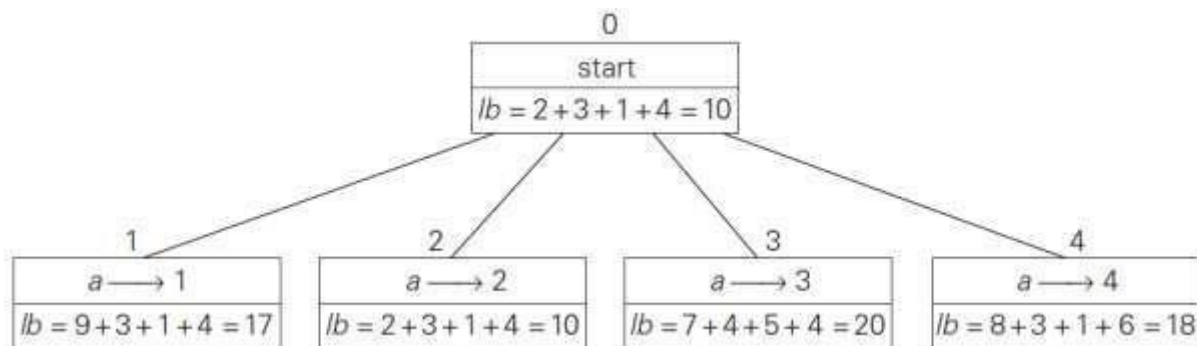 0
start
lb = 2 + 3 + 1 + 4 = 10
1
2
3
4
a ⟶ 1
a ⟶ 2
a ⟶ 3
a ⟶ 4
lb = 9 + 3 + 1 + 4 = 17
lb = 2 + 3 + 1 + 4 = 10
lb = 7 + 4 + 5 + 4 = 20
lb = 8 + 3 + 1 + 6 = 18